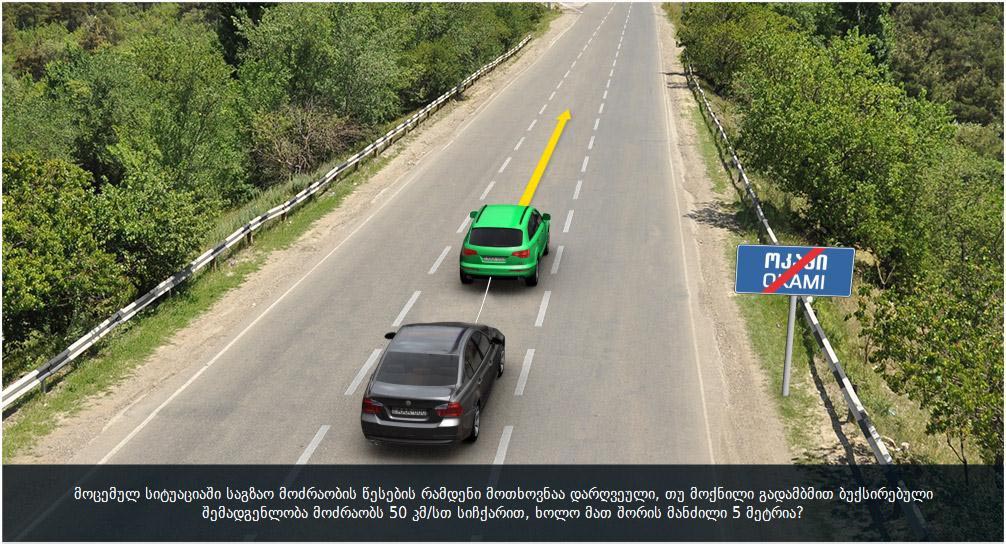 ოკამი
OKAMI
მოცემულ სიტუაციაში საგზაო მოძრაობის წესების რამდენი მოთხოვნაა დარღვეული, თუ მოქნილი გადამბმით ბუქსირებული
შემადგენლობა მოძრაობს 50 კმ/სთ სიჩქარით, ხოლო მათ შორის მანძილი 5 მეტრია?